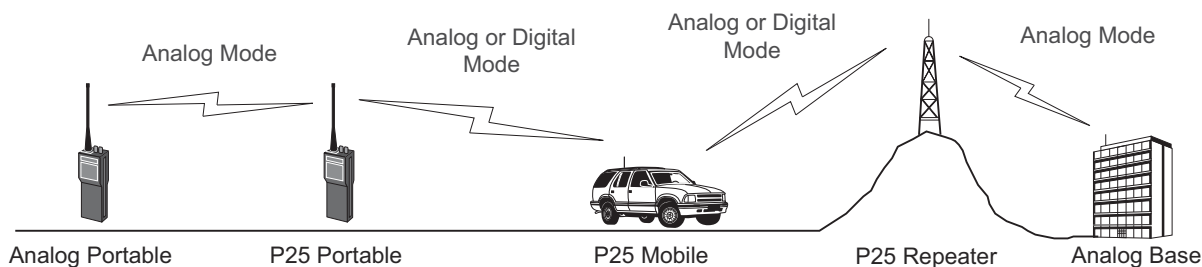 Analog Mode
Analog or Digital
Mode
Analog or Digital
Mode
Analog Mode
Analog Portable
P25 Portable
P25 Mobile
P25 Repeater
Analog Base